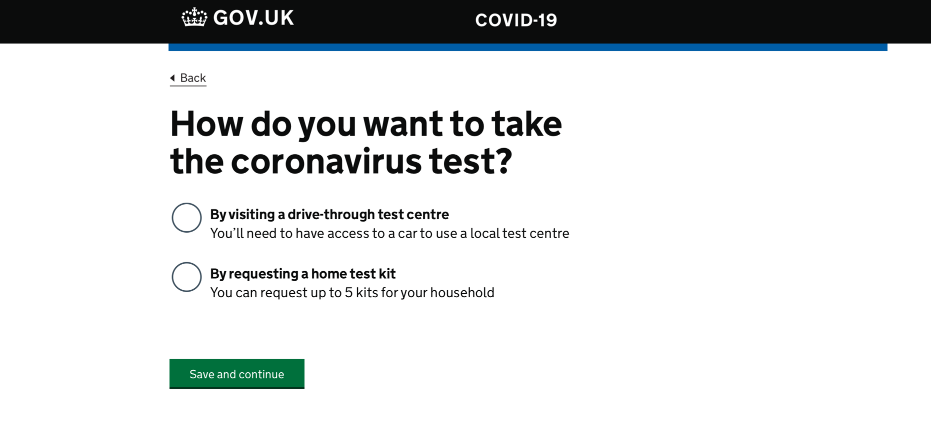 GOV.UK
COVID-19
Back
How do you want to take
the coronavirus test?
By visiting a drive-through test centre
You'll need to have access to a car to use a local test centre
By requesting a home test kit
You can request up to 5 kits for your household
Save and continue